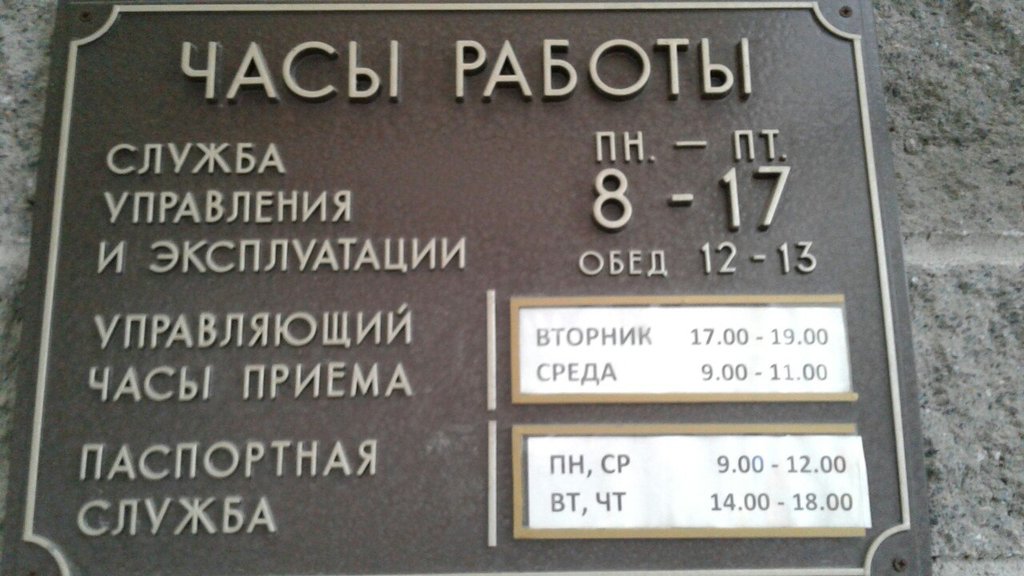 ЧАСЫ РАБОТЫ
СЛУЖБА
УПРАВЛЕНИЯ
И ЭКСПЛУАТАЦИИ
ПН. – ПТ.
8 - 17
ОБЕД 12 - 13
УПРАВЛЯЮЩИЙ
ЧАСЫ ПРИЕМА
ВТОРНИК 17.00 - 19.00
СРЕДА 9.00 - 11.00
ПАСПОРТНАЯ
СЛУЖБА
ПН, СР 9.00 - 12.00
ВТ, ЧТ 14.00 - 18.00